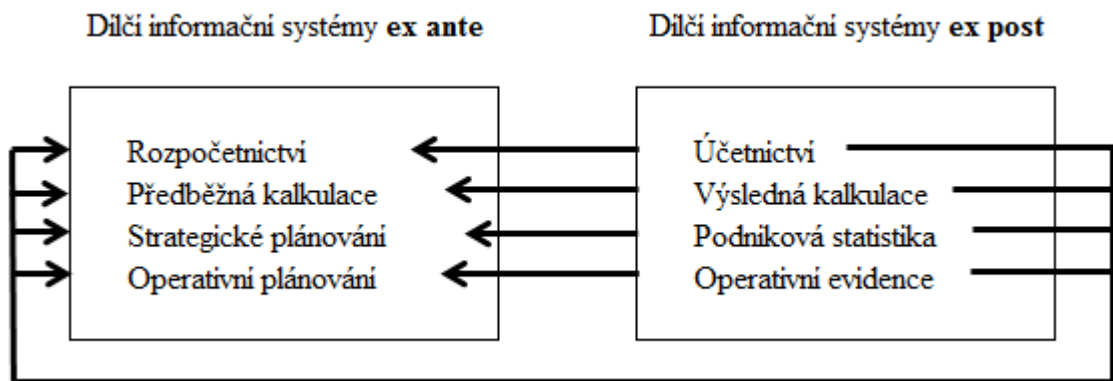 Dílčí informační systémy ex ante
Dílčí informační systémy ex post
Rozpočetnictví
Předběžná kalkulace
Strategické plánování
Operativní plánování
Účetnictví
Výsledná kalkulace
Podniková statistika
Operativní evidence